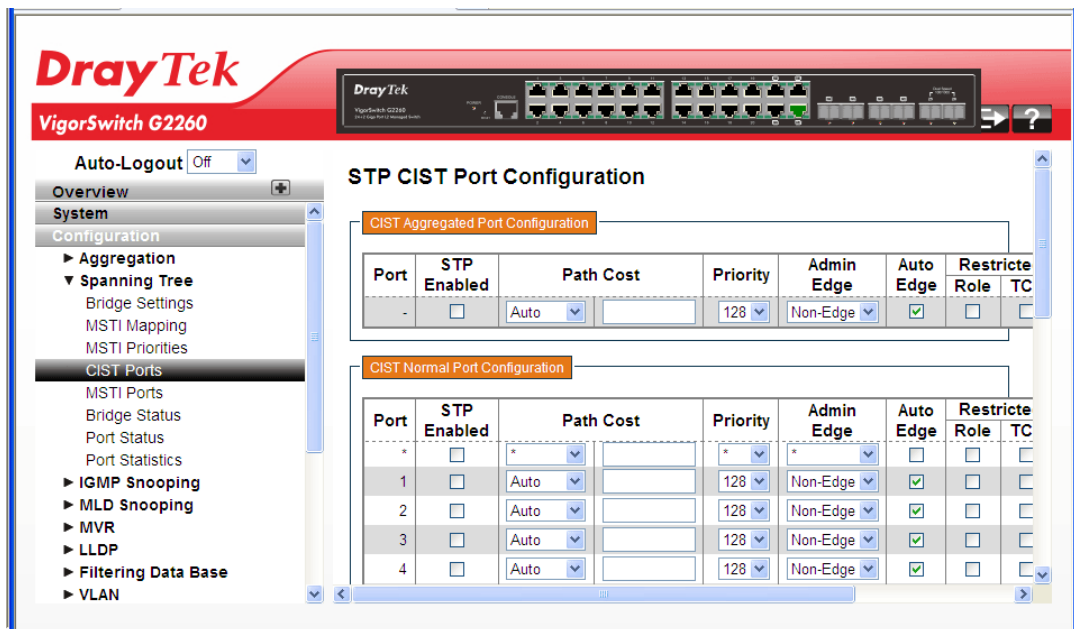 DrayTek
VigorSwitch G2260
DrayTek
VigorSwitch G2260
Auto-Logout Off
Overview
System
Configuration
► Aggregation
▼ Spanning Tree
Bridge Settings
MSTI Mapping
MSTI Priorities
CIST Ports
MSTI Ports
Bridge Status
Port Status
Port Statistics
► IGMP Snooping
► MLD Snooping
► MVR
► LLDP
► Filtering Data Base
► VLAN
STP CIST Port Configuration
CIST Aggregated Port Configuration
Port STP Enabled Path Cost Priority Admin Edge Auto Edge Restricte Role TC
- Auto 128 Non-Edge
CIST Normal Port Configuration
Port STP Enabled Path Cost Priority Admin Edge Auto Edge Restricte Role TC
* * * *
1 Auto 128 Non-Edge
2 Auto 128 Non-Edge
3 Auto 128 Non-Edge
4 Auto 128 Non-Edge